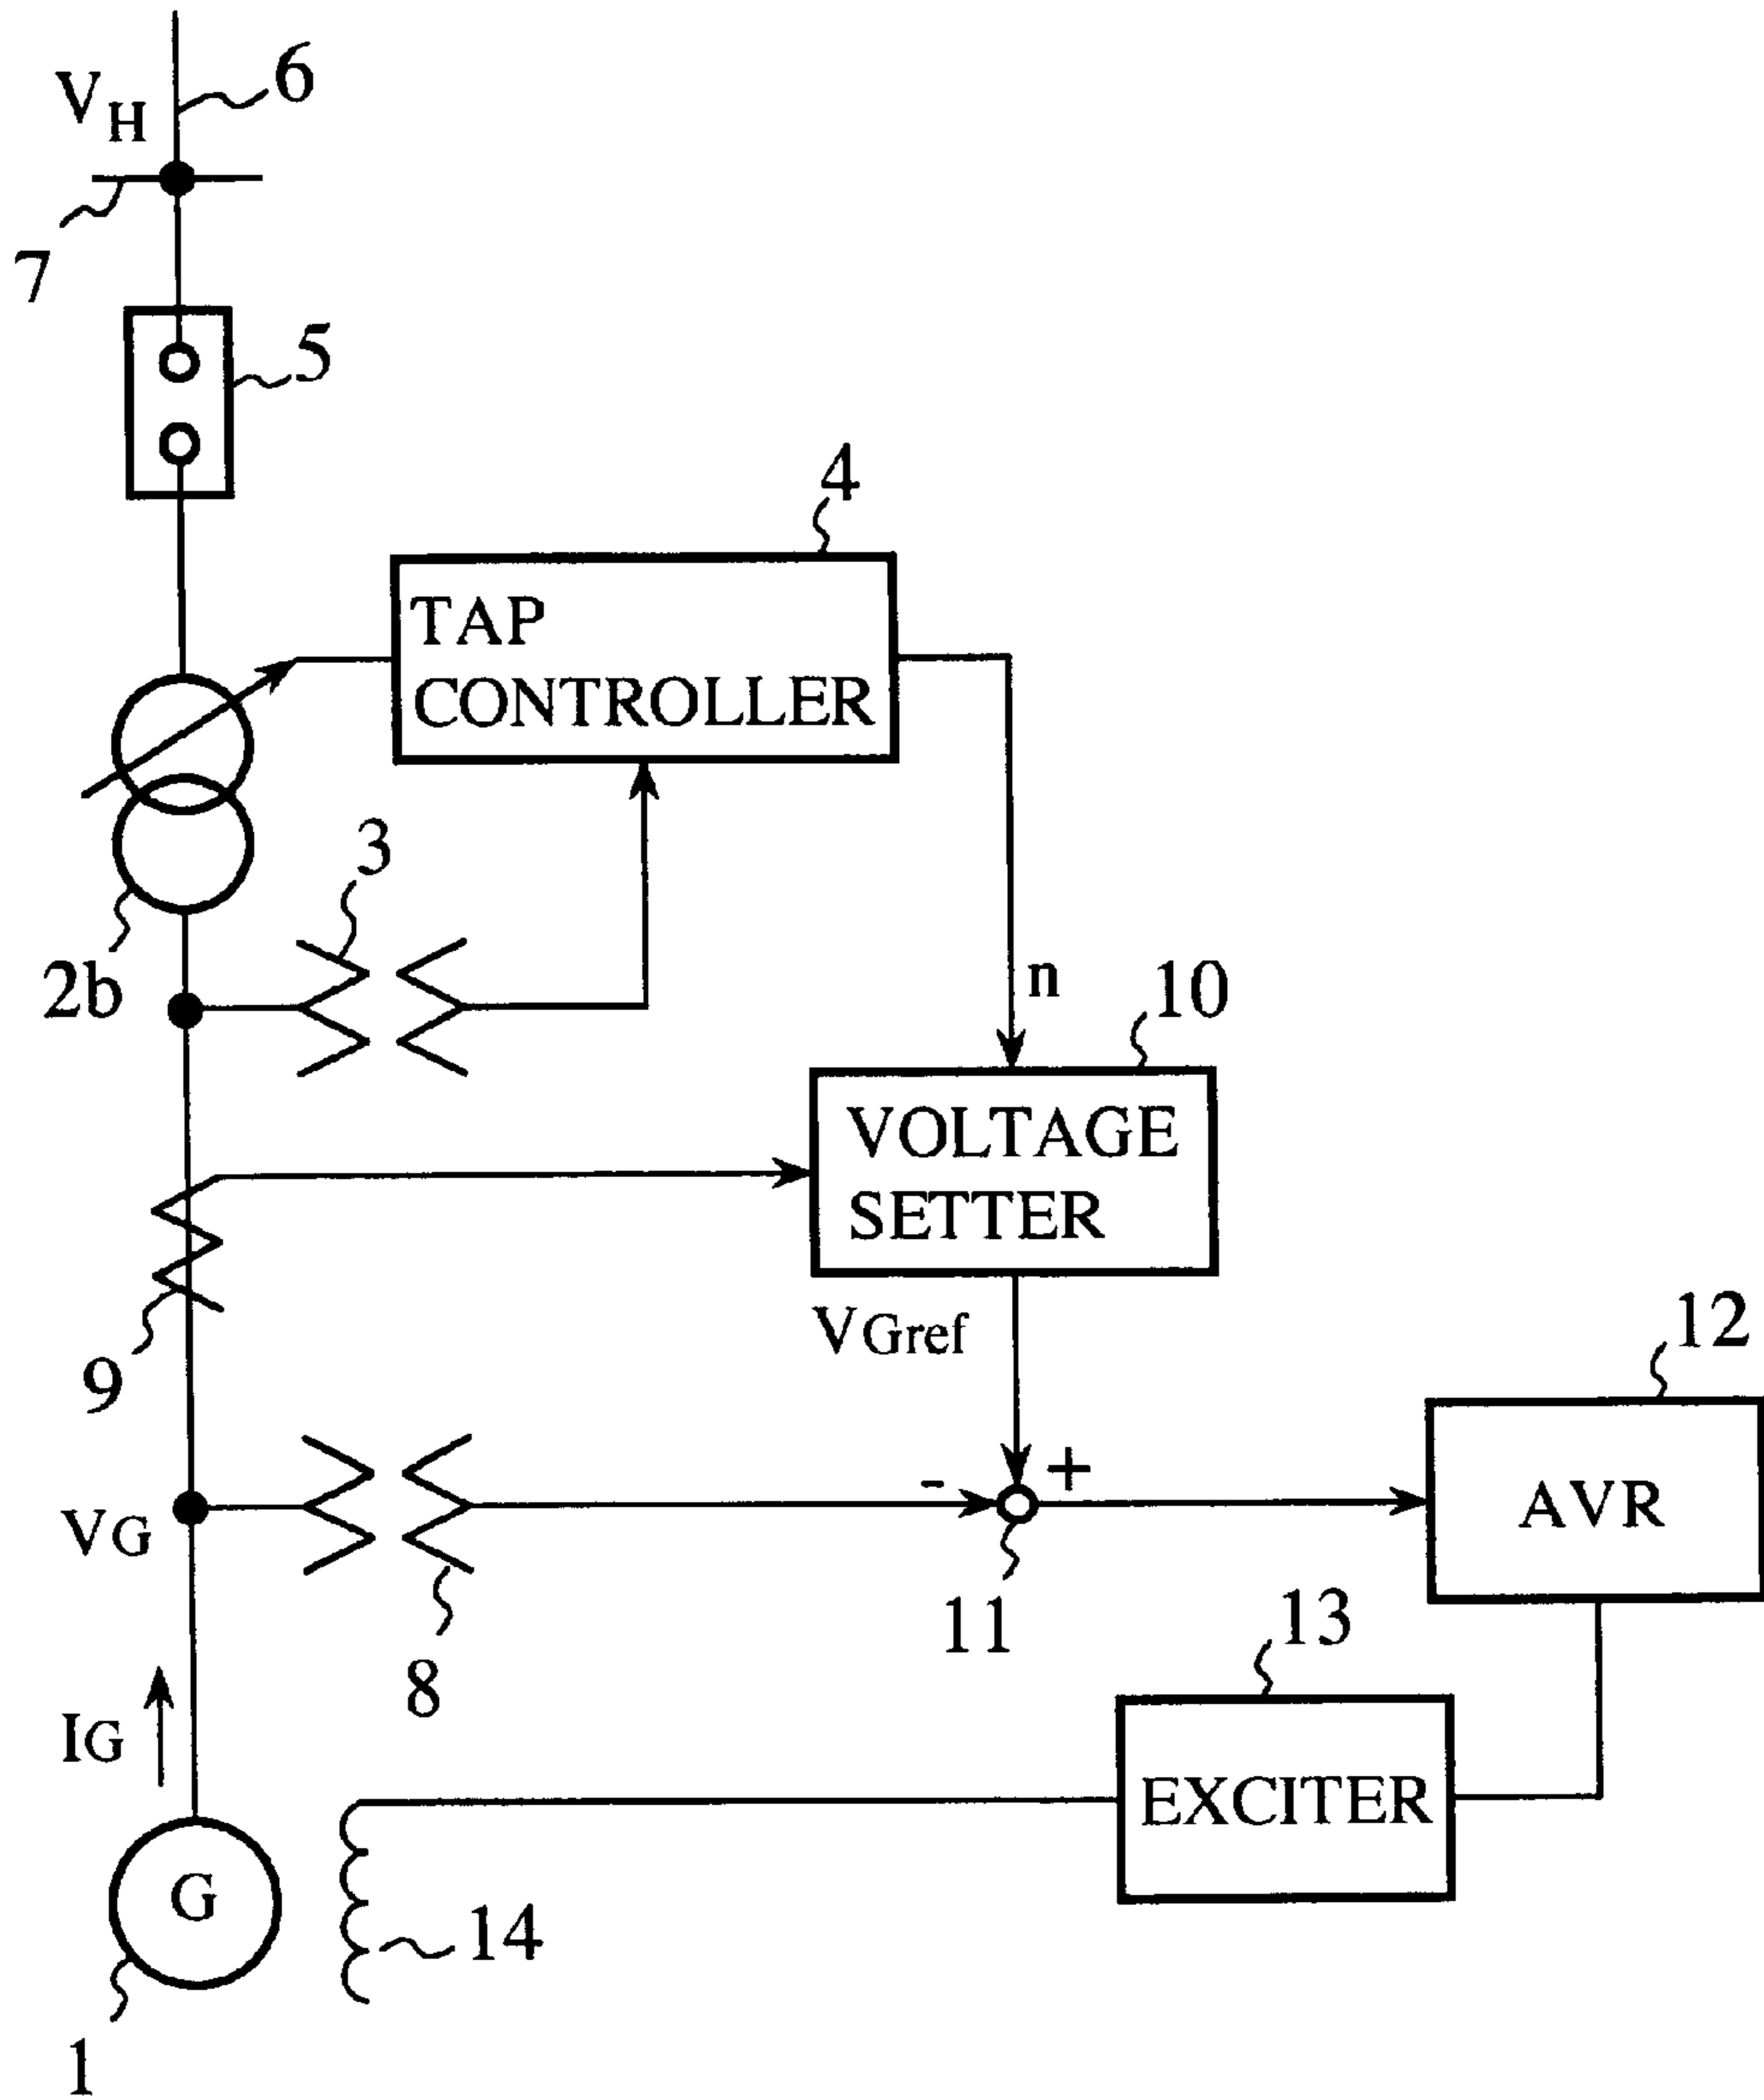 6
VH
7
5
4
TAP
CONTROLLER
3
2b
n
10
VOLTAGE
SETTER
9
VGref
12
- +
AVR
VG
11
13
8
IG
EXCITER
G
14
1